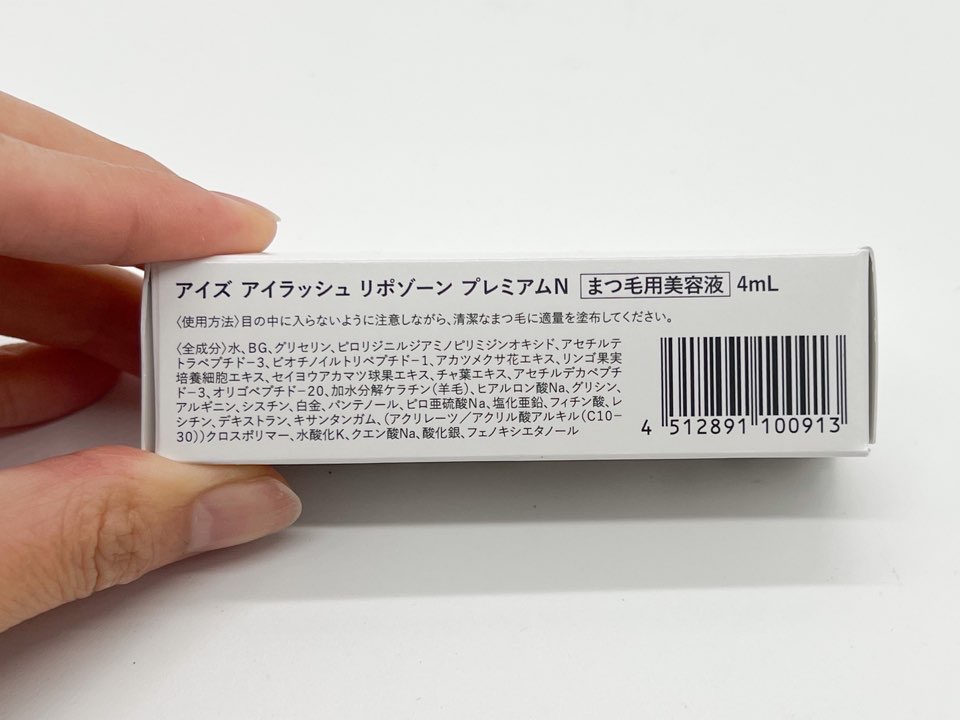 アイズ アイラッシュ リポゾーン プレミアムN まつ毛用美容液 4mL
〈使用方法〉目の中に入らないように注意しながら、清潔なまつ毛に適量を塗布してください。
〈全成分〉水、BG、グリセリン、ピロリジニルジアミノピリミジンオキシド、アセチルテ
トラペプチド-3、ビオチノイルトリペプチド-1、アカツメクサ花エキス、リンゴ果実
培養細胞エキス、セイヨウアカマツ球果エキス、チャ葉エキス、アセチルデカペプチ
ド-3、オリゴペプチド-20、加水分解ケラチン(羊毛)、ヒアルロン酸Na、グリシン、
アルギニン、シスチン、白金、パンテノール、ピロ亜硫酸Na、塩化亜鉛、フィチン酸、レ
シチン、デキストラン、キサンタンガム、(アクリレーツ/アクリル酸アルキル(C10-
30))クロスポリマー、水酸化K、クエン酸Na、酸化銀、フェノキシエタノール
4 512891 100913